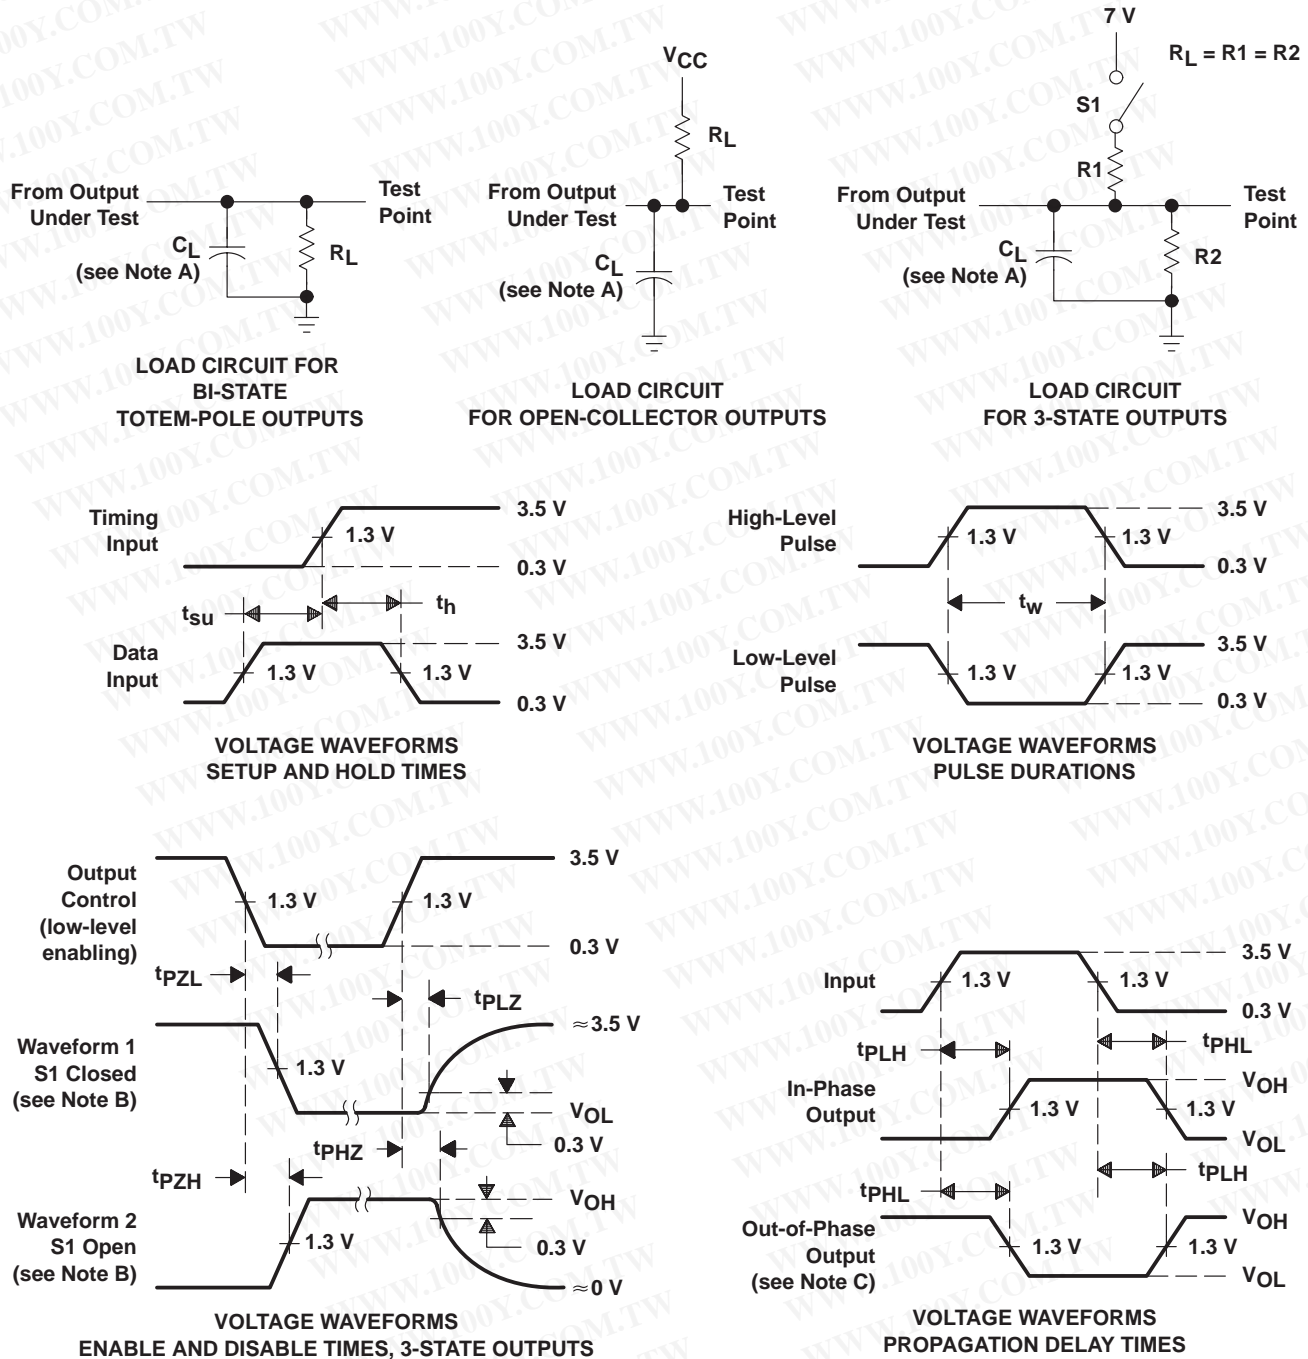 7 V
RL = R1 = R2
S1
R1
From Output
Under Test
Test
Point
CL
(see Note A)
R2
LOAD CIRCUIT
FOR 3-STATE OUTPUTS
VCC
RL
From Output
Under Test
Test
Point
CL
(see Note A)
LOAD CIRCUIT
FOR OPEN-COLLECTOR OUTPUTS
From Output
Under Test
Test
Point
CL
(see Note A)
RL
LOAD CIRCUIT FOR
BI-STATE
TOTEM-POLE OUTPUTS
Timing
Input
1.3 V
3.5 V
0.3 V
tsu
th
Data
Input
1.3 V
1.3 V
3.5 V
0.3 V
VOLTAGE WAVEFORMS
SETUP AND HOLD TIMES
High-Level
Pulse
1.3 V
1.3 V
3.5 V
0.3 V
tw
Low-Level
Pulse
1.3 V
1.3 V
3.5 V
0.3 V
VOLTAGE WAVEFORMS
PULSE DURATIONS
Output
Control
(low-level
enabling)
1.3 V
1.3 V
3.5 V
0.3 V
tPZL
tPLZ
Waveform 1
S1 Closed
(see Note B)
1.3 V
≈3.5 V
VOL
0.3 V
tPHZ
tPZH
Waveform 2
S1 Open
(see Note B)
1.3 V
VOH
0.3 V
≈0 V
VOLTAGE WAVEFORMS
ENABLE AND DISABLE TIMES, 3-STATE OUTPUTS
Input
1.3 V
1.3 V
3.5 V
0.3 V
tPLH
tPHL
In-Phase
Output
1.3 V
1.3 V
VOH
VOL
tPHL
tPLH
Out-of-Phase
Output
(see Note C)
1.3 V
1.3 V
VOH
VOL
VOLTAGE WAVEFORMS
PROPAGATION DELAY TIMES
WWW.100Y.COM.TW